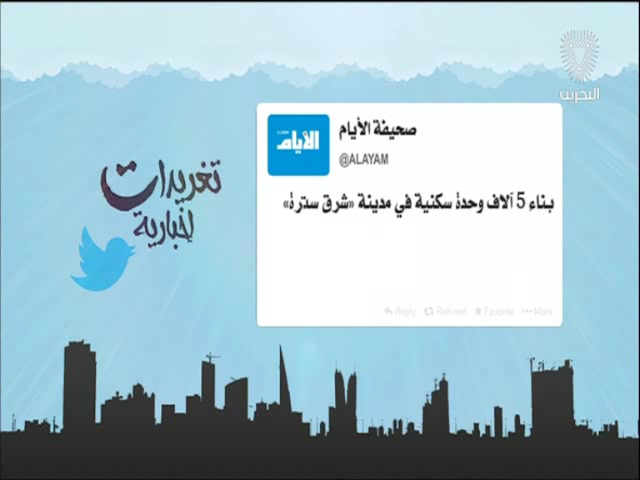 البحرين
تغريدات
إخبارية
الأيام
صحيفة الأيام
@ALAYAM
بناء 5 آلاف وحدة سكنية في مدينة «شرق سترة»
Reply Retweet Favorite More